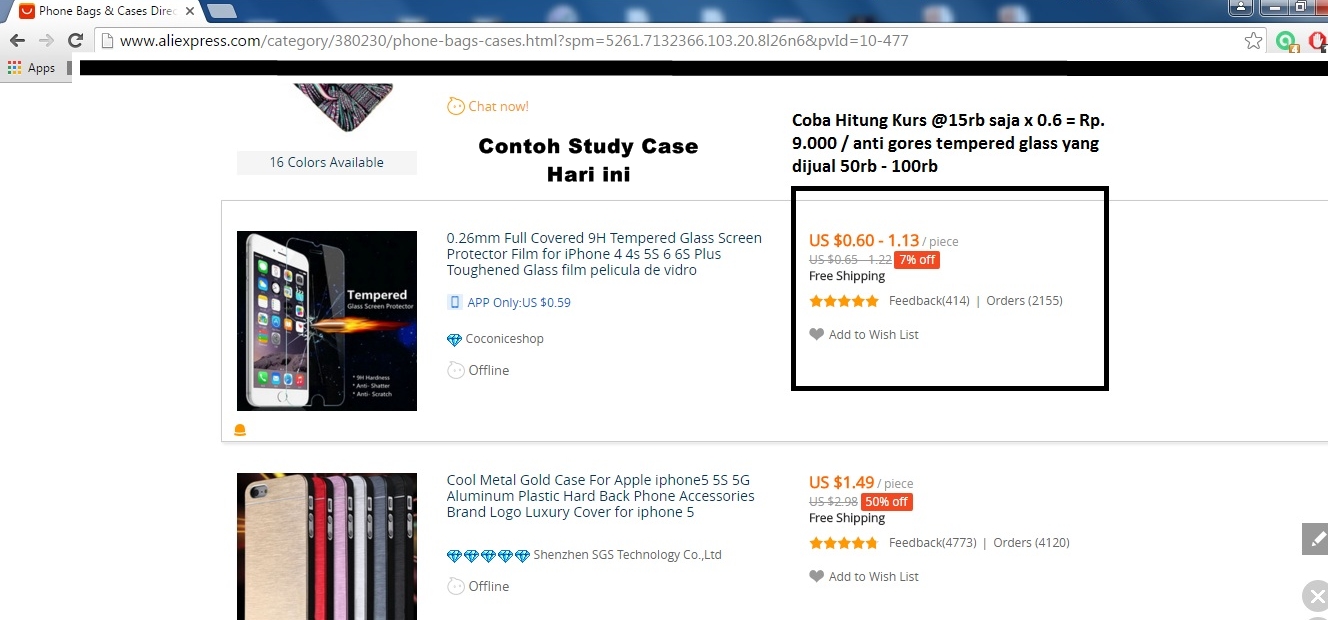 Phone Bags & Cases Direc
www.aliexpress.com/category/380230/phone-bags-cases.html?spm=5261.7132366.103.20.8l26n6&pvId=10-477
4
Apps
Chat now!
16 Colors Available
Contoh Study Case
Hari ini
Coba Hitung Kurs @15rb saja x 0.6 = Rp.
9.000 / anti gores tempered glass yang
dijual 50rb - 100rb
Tempered
Glass Screen Protector
* 9H Hardness
* Anti- Shatter
* Anti- Scratch
0.26mm Full Covered 9H Tempered Glass Screen
Protector Film for iPhone 4 4s 5S 6 6S Plus
Toughened Glass film pelicula de vidro
APP Only:US $0.59
Coconiceshop
Offline
US $0.60 - 1.13 / piece
US $0.65 - 1.22 7% off
Free Shipping
Feedback(414) | Orders (2155)
Add to Wish List
Cool Metal Gold Case For Apple iphone5 5S 5G
Aluminum Plastic Hard Back Phone Accessories
Brand Logo Luxury Cover for iphone 5
Shenzhen SGS Technology Co.,Ltd
Offline
US $1.49 / piece
US $2.98 50% off
Free Shipping
Feedback(4773) | Orders (4120)
Add to Wish List